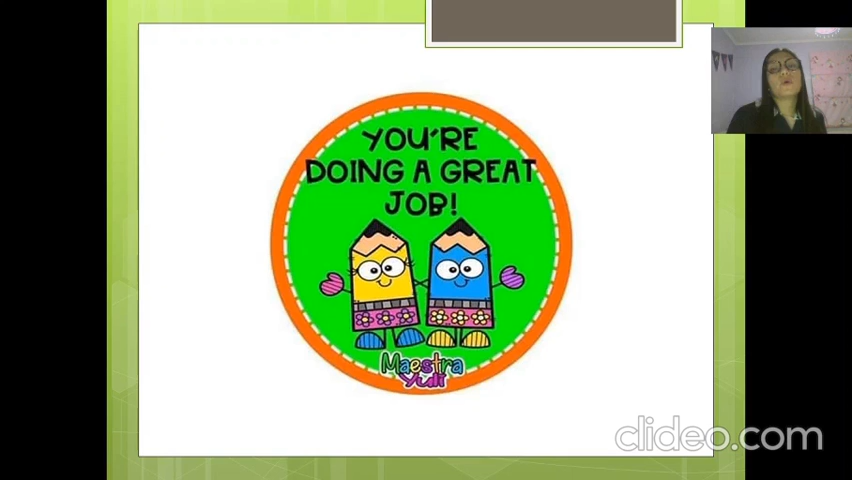 YOU'RE
DOING A GREAT
JOB!
Maestra
Yuli
clideo.com